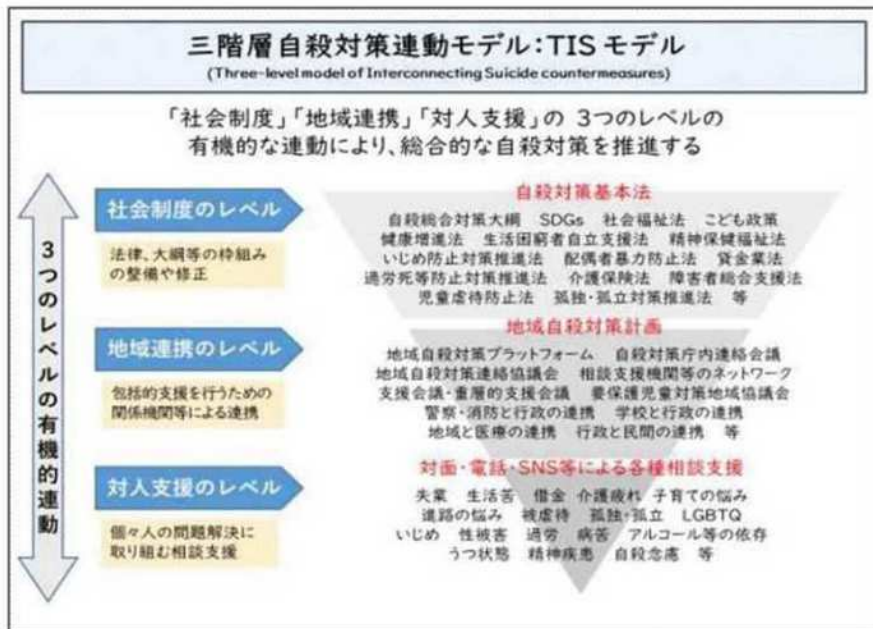 三階層自殺対策連動モデル:TISモデル
(Three-level model of Interconnecting Suicide countermeasures)
「社会制度」「地域連携」「対人支援」の 3つのレベルの
有機的な連動により、総合的な自殺対策を推進する
3つのレベルの有機的連動
社会制度のレベル
法律、大綱等の枠組み
の整備や修正
自殺対策基本法
自殺総合対策大綱 SDGs 社会福祉法 こども政策
健康増進法 生活困窮者自立支援法 精神保健福祉法
いじめ防止対策推進法 配偶者暴力防止法 貸金業法
過労死等防止対策推進法 介護保険法 障害者総合支援法
児童虐待防止法 孤独・孤立対策推進法 等
地域連携のレベル
包括的支援を行うための
関係機関等による連携
地域自殺対策計画
地域自殺対策プラットフォーム 自殺対策庁内連絡会議
地域自殺対策連絡協議会 相談支援機関等のネットワーク
支援会議・重層的支援会議 要保護児童対策地域協議会
警察・消防と行政の連携 学校と行政の連携
地域と医療の連携 行政と民間の連携 等
対人支援のレベル
個々人の問題解決に
取り組む相談支援
対面・電話・SNS等による各種相談支援
失業 生活苦 借金 介護疲れ 子育ての悩み
進路の悩み 被虐待 孤独・孤立 LGBTQ
いじめ 性被害 過労 病苦 アルコール等の依存
うつ状態 精神疾患 自殺念慮 等